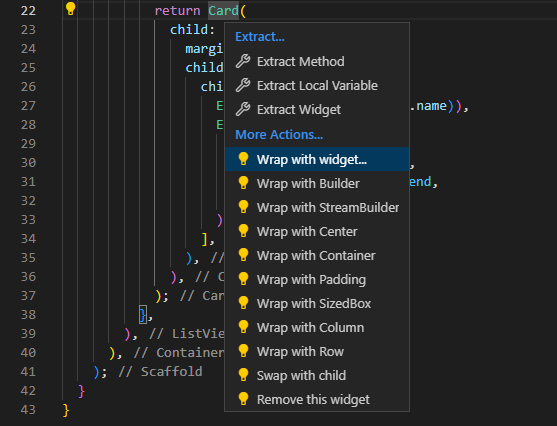 22 return Card(
23 child:
24 margi
25 child
26 chi
27 E .name)),
28 E
29
30 ,
31 end,
32
33 )
34 ],
35 ), //
36 ), // C
37 ); // Car
38 },
39 ), // ListVie
40 ), // Container
41 ); // Scaffold
42 }
43 }
Extract...
Extract Method
Extract Local Variable
Extract Widget
More Actions...
Wrap with widget...
Wrap with Builder
Wrap with StreamBuilder
Wrap with Center
Wrap with Container
Wrap with Padding
Wrap with SizedBox
Wrap with Column
Wrap with Row
Swap with child
Remove this widget